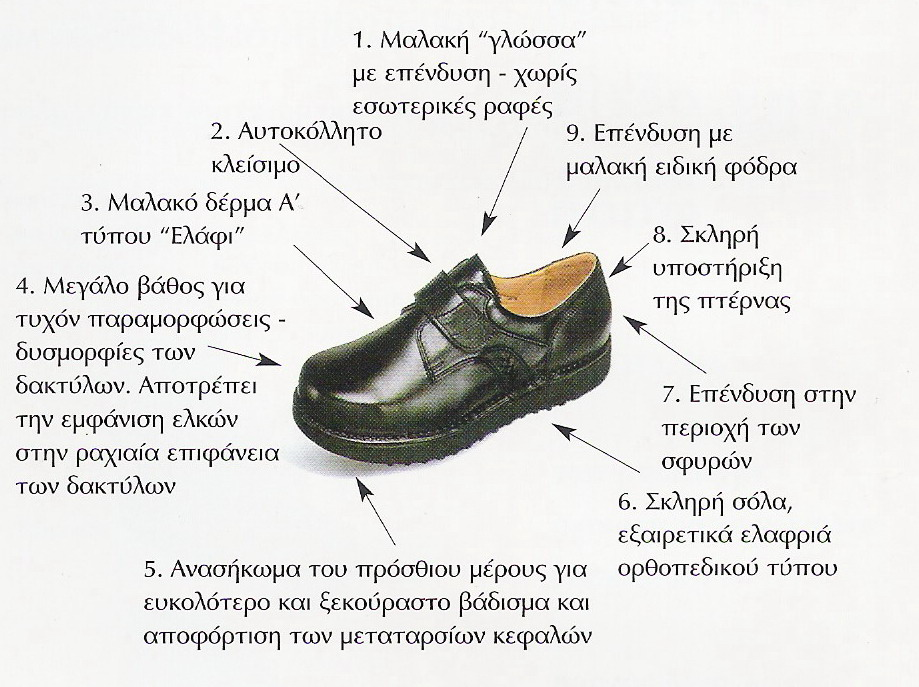 1. Μαλακή “γλώσσα”
με επένδυση - χωρίς
εσωτερικές ραφές
2. Αυτοκόλλητο
κλείσιμο
3. Μαλακό δέρμα Α’
τύπου “Ελάφι”
4. Μεγάλο βάθος για
τυχόν παραμορφώσεις -
δυσμορφίες των
δακτύλων. Αποτρέπει
την εμφάνιση ελκών
στην ραχιαία επιφάνεια
των δακτύλων
5. Ανασήκωμα του πρόσθιου μέρους για
ευκολότερο και ξεκούραστο βάδισμα και
αποφόρτιση των μεταταρσίων κεφαλών
6. Σκληρή σόλα,
εξαιρετικά ελαφριά
ορθοπεδικού τύπου
7. Επένδυση στην
περιοχή των
σφυρών
8. Σκληρή
υποστήριξη
της πτέρνας
9. Επένδυση με
μαλακή ειδική φόδρα